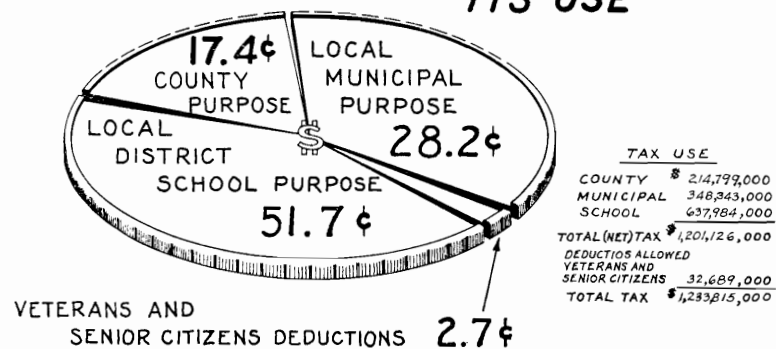 ITS USE
17.4¢
COUNTY
PURPOSE
LOCAL
MUNICIPAL
PURPOSE
28.2¢
LOCAL
DISTRICT
SCHOOL PURPOSE
51.7¢
$
VETERANS AND
SENIOR CITIZENS DEDUCTIONS 2.7¢
TAX USE
COUNTY $ 214,799,000
MUNICIPAL 348,343,000
SCHOOL 637,984,000
TOTAL (NET) TAX $1,201,126,000
DEDUCTIOS ALLOWED
VETERANS AND
SENIOR CITIZENS 32,689,000
TOTAL TAX $1,233,815,000